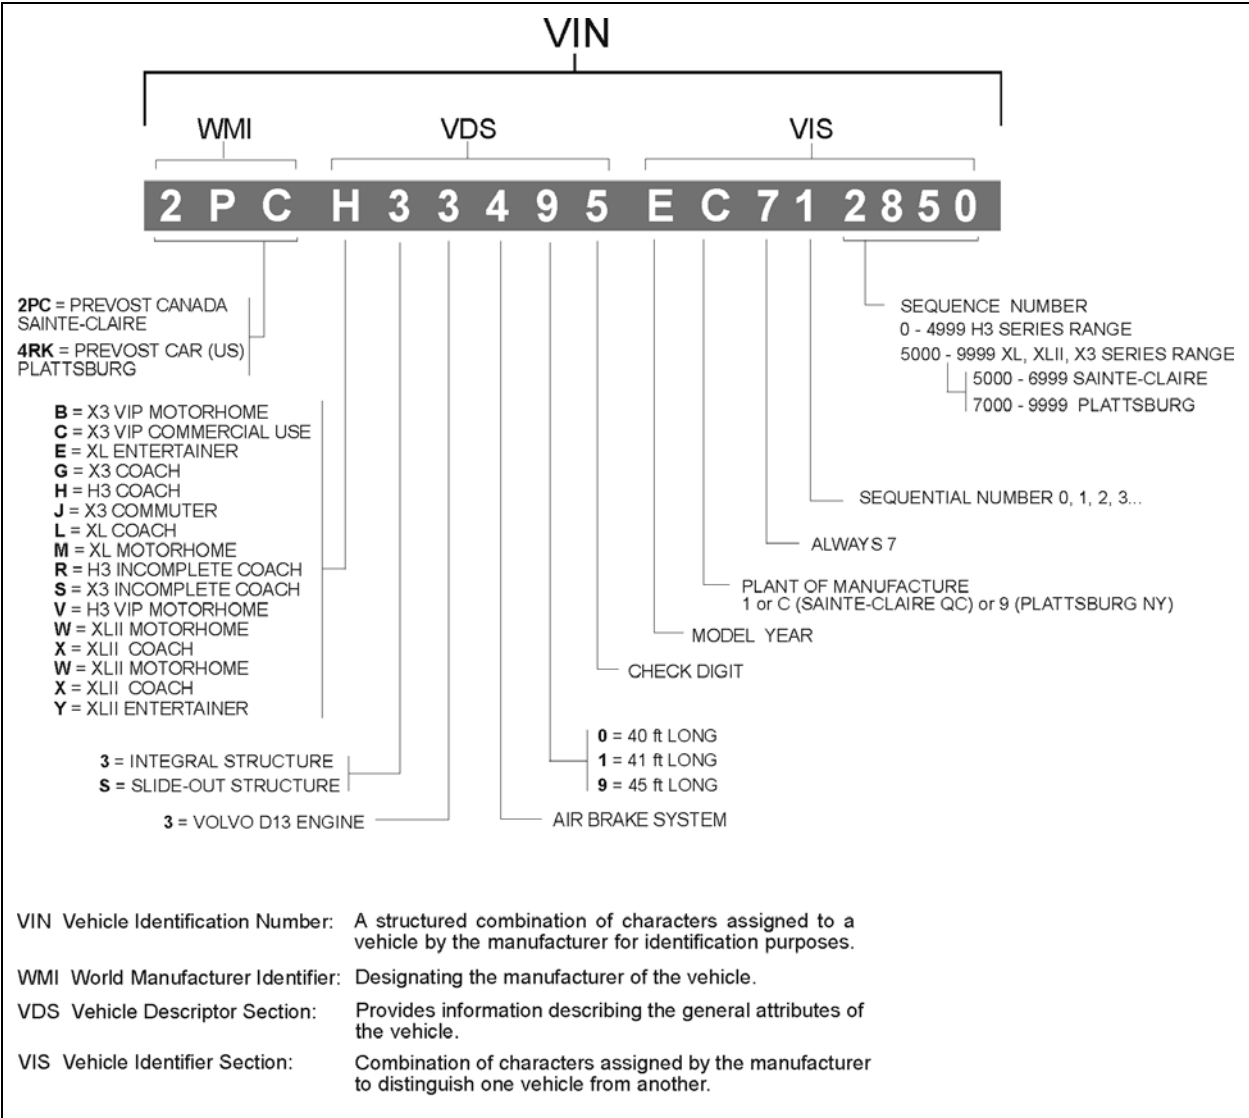 VIN
WMI
VDS
VIS
2 P C H 3 3 4 9 5 E C 7 1 2 8 5 0
2PC = PREVOST CANADA
SAINTE-CLAIRE
4RK = PREVOST CAR (US)
PLATTSBURG
B = X3 VIP MOTORHOME
C = X3 VIP COMMERCIAL USE
E = XL ENTERTAINER
G = X3 COACH
H = H3 COACH
J = X3 COMMUTER
L = XL COACH
M = XL MOTORHOME
R = H3 INCOMPLETE COACH
S = X3 INCOMPLETE COACH
V = H3 VIP MOTORHOME
W = XLII MOTORHOME
X = XLII COACH
W = XLII MOTORHOME
X = XLII COACH
Y = XLII ENTERTAINER
3 = INTEGRAL STRUCTURE
S = SLIDE-OUT STRUCTURE
3 = VOLVO D13 ENGINE
AIR BRAKE SYSTEM
0 = 40 ft LONG
1 = 41 ft LONG
9 = 45 ft LONG
CHECK DIGIT
MODEL YEAR
PLANT OF MANUFACTURE
1 or C (SAINTE-CLAIRE QC) or 9 (PLATTSBURG NY)
ALWAYS 7
SEQUENTIAL NUMBER 0, 1, 2, 3...
SEQUENCE NUMBER
0 - 4999 H3 SERIES RANGE
5000 - 9999 XL, XLII, X3 SERIES RANGE
5000 - 6999 SAINTE-CLAIRE
7000 - 9999 PLATTSBURG
VIN Vehicle Identification Number: A structured combination of characters assigned to a
vehicle by the manufacturer for identification purposes.
WMI World Manufacturer Identifier: Designating the manufacturer of the vehicle.
VDS Vehicle Descriptor Section: Provides information describing the general attributes of
the vehicle.
VIS Vehicle Identifier Section: Combination of characters assigned by the manufacturer
to distinguish one vehicle from another.